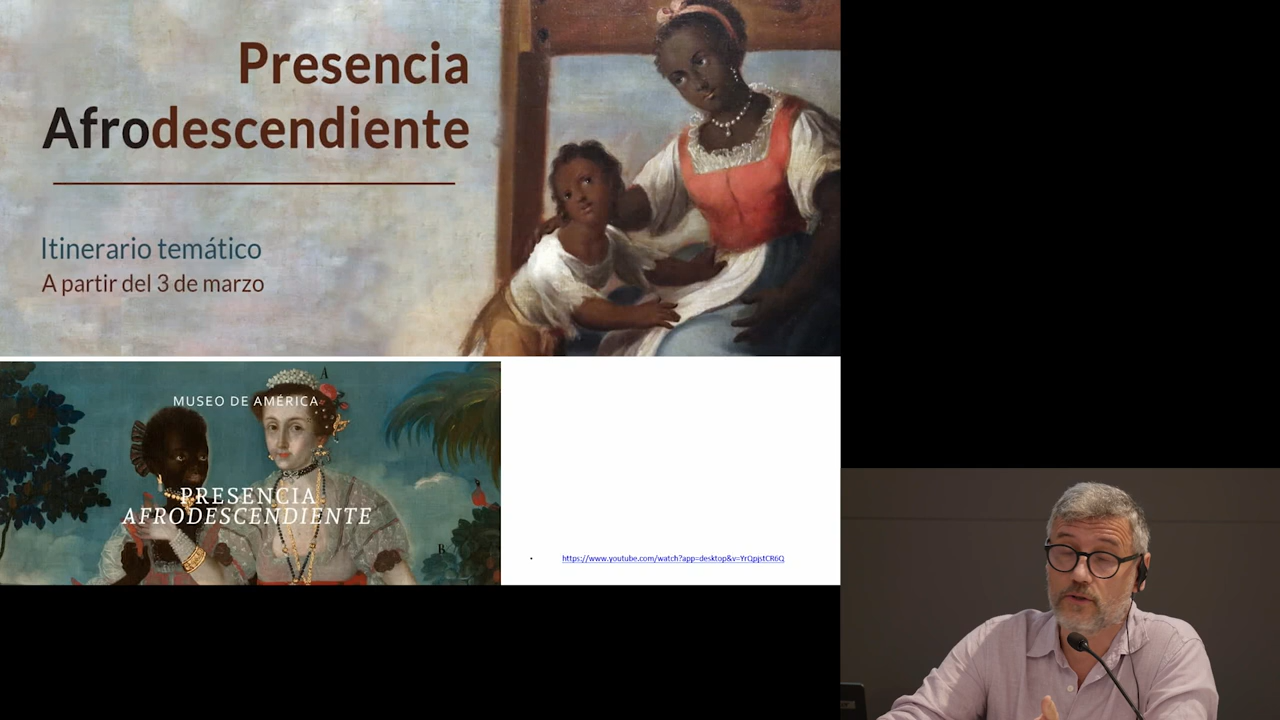 Presencia
Afrodescendiente
Itinerario temático
A partir del 3 de marzo
MUSEO DE AMÉRICA
A
PRESENCIA
AFRODESCENDIENTE
B
• https://www.youtube.com/watch?app=desktop&v=YrQpjstCR6Q